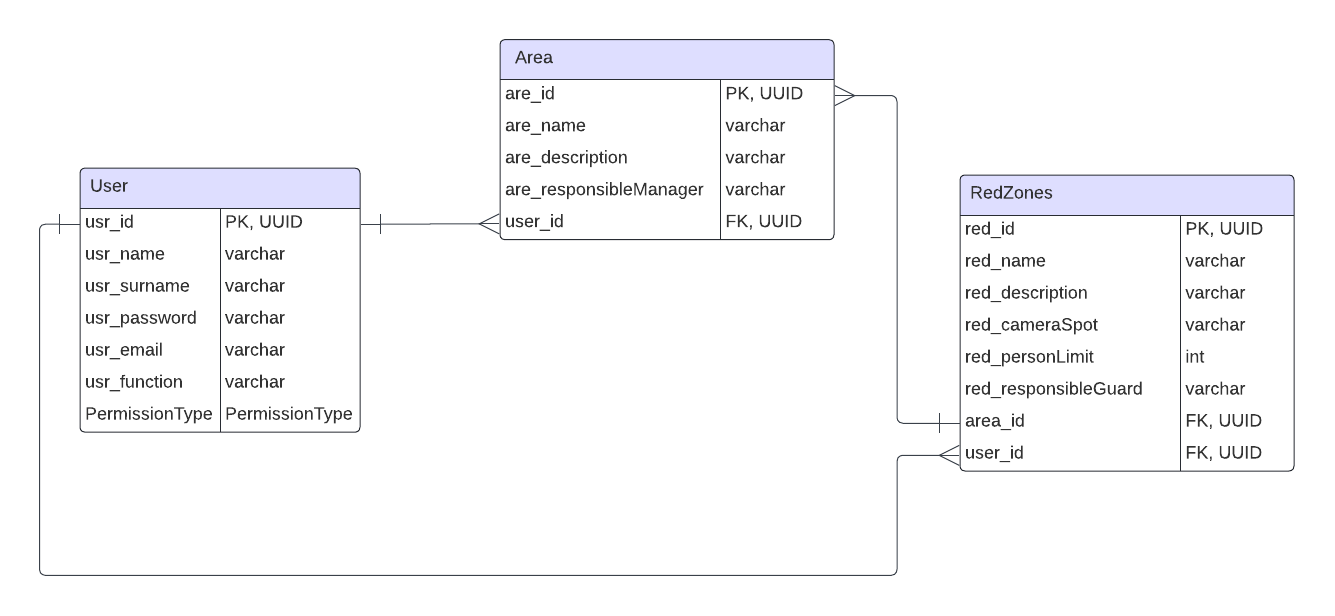 Area
are_id PK, UUID
are_name varchar
are_description varchar
are_responsibleManager varchar
user_id FK, UUID
User
usr_id PK, UUID
usr_name varchar
usr_surname varchar
usr_password varchar
usr_email varchar
usr_function varchar
PermissionType PermissionType
RedZones
red_id PK, UUID
red_name varchar
red_description varchar
red_cameraSpot varchar
red_personLimit int
red_responsibleGuard varchar
area_id FK, UUID
user_id FK, UUID